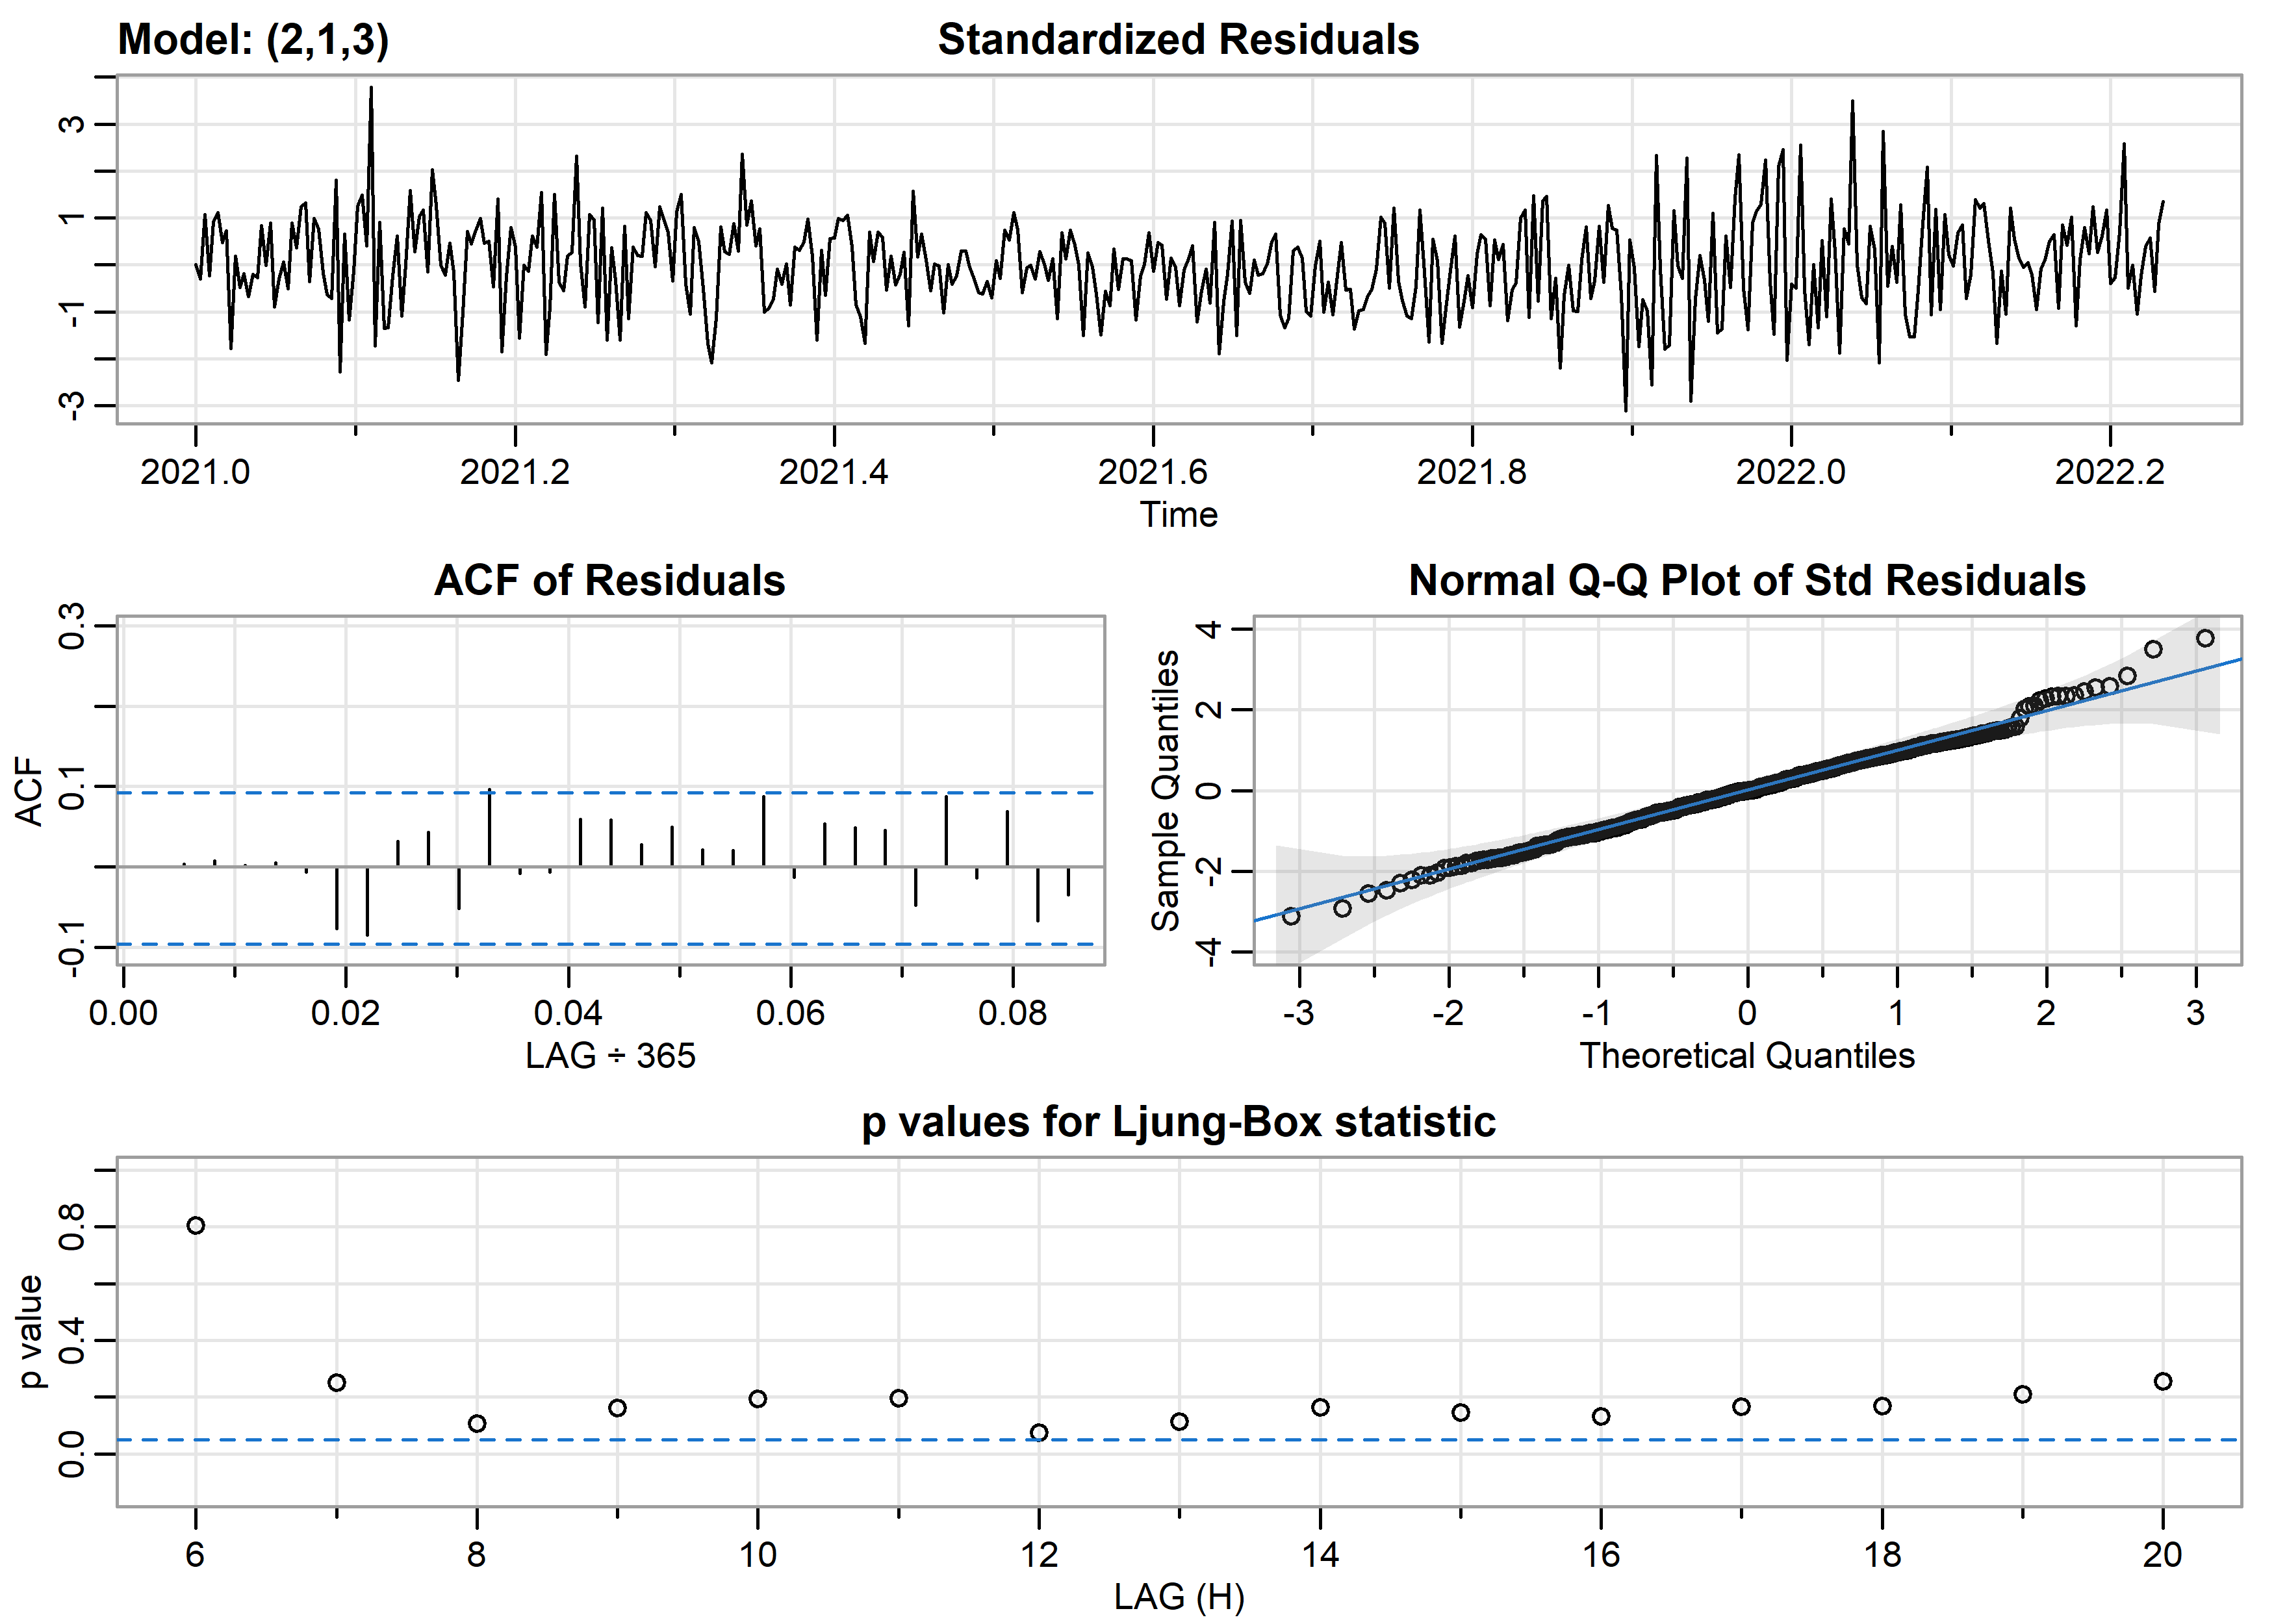 Model: (2,1,3) Standardized Residuals
3
1
-1
-3
2021.0 2021.2 2021.4 2021.6 2021.8 2022.0 2022.2
Time
ACF of Residuals
ACF
0.3
0.1
-0.1
0.00 0.02 0.04 0.06 0.08
LAG ÷ 365
Normal Q-Q Plot of Std Residuals
Sample Quantiles
4
2
0
-2
-4
-3 -2 -1 0 1 2 3
Theoretical Quantiles
p values for Ljung-Box statistic
p value
0.8
0.4
0.0
6 8 10 12 14 16 18 20
LAG (H)